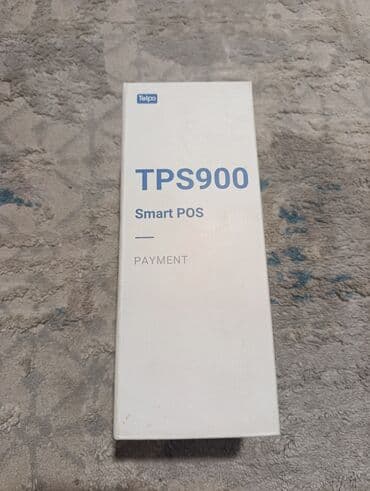 Telpo
TPS900
Smart POS
PAYMENT